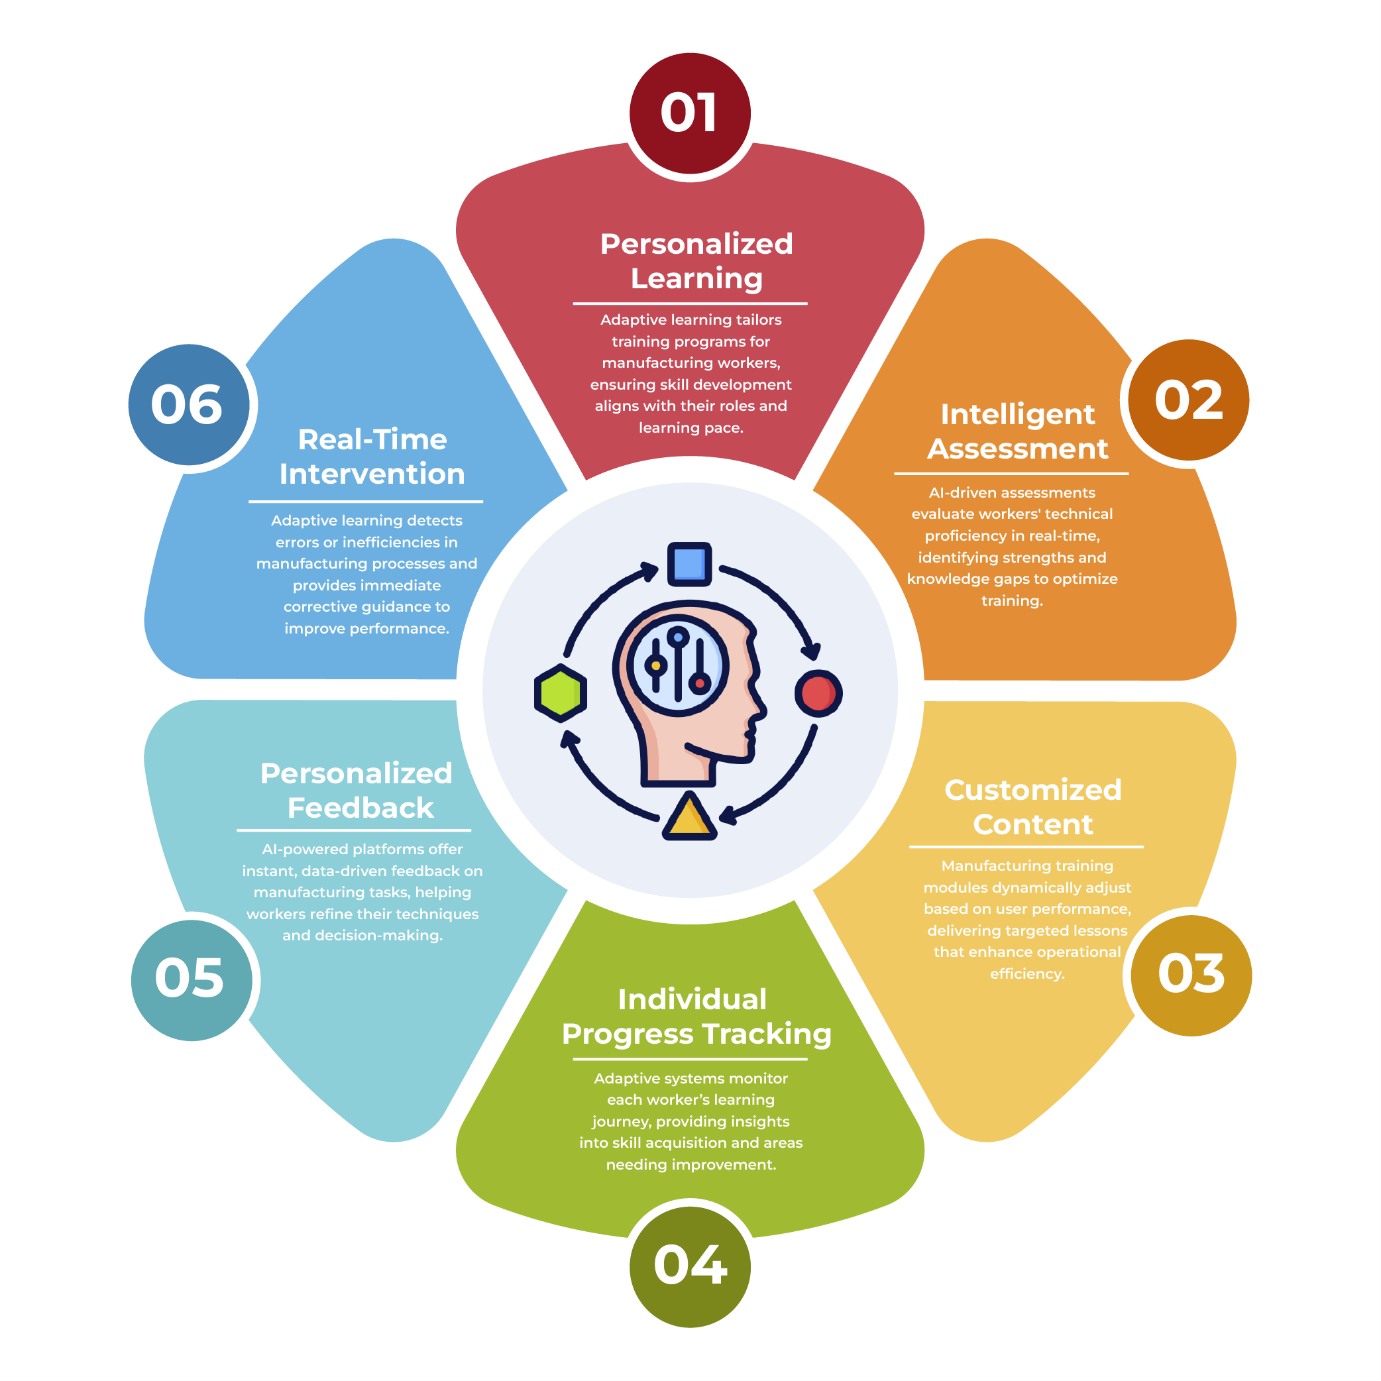 01
Personalized
Learning
Adaptive learning tailors
training programs for
manufacturing workers,
ensuring skill development
aligns with their roles and
learning pace.
02
Intelligent
Assessment
AI-driven assessments
evaluate workers' technical
proficiency in real-time,
identifying strengths and
knowledge gaps to optimize
training.
03
Customized
Content
Manufacturing training
modules dynamically adjust
based on user performance,
delivering targeted lessons
that enhance operational
efficiency.
04
Individual
Progress Tracking
Adaptive systems monitor
each worker’s learning
journey, providing insights
into skill acquisition and areas
needing improvement.
05
Personalized
Feedback
AI-powered platforms offer
instant, data-driven feedback on
manufacturing tasks, helping
workers refine their techniques
and decision-making.
06
Real-Time
Intervention
Adaptive learning detects
errors or inefficiencies in
manufacturing processes and
provides immediate
corrective guidance to
improve performance.